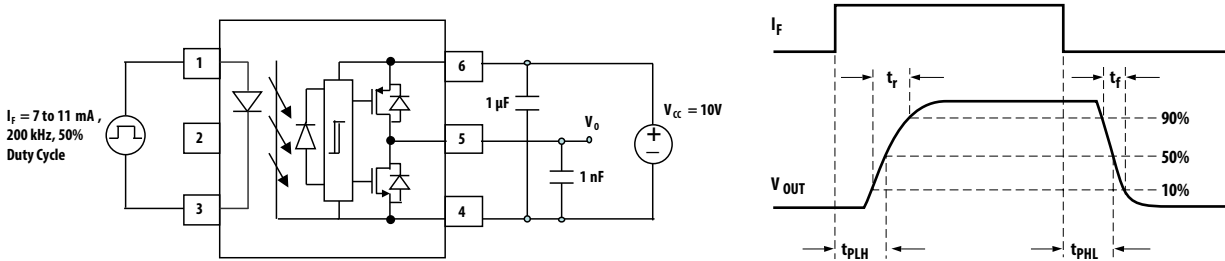 I_F = 7 to 11 mA ,
200 kHz, 50%
Duty Cycle
1
2
3
6
5
4
1 µF
V_o
1 nF
V_CC = 10V
I_F
t_r
t_f
90%
50%
10%
V OUT
t_PLH
t_PHL